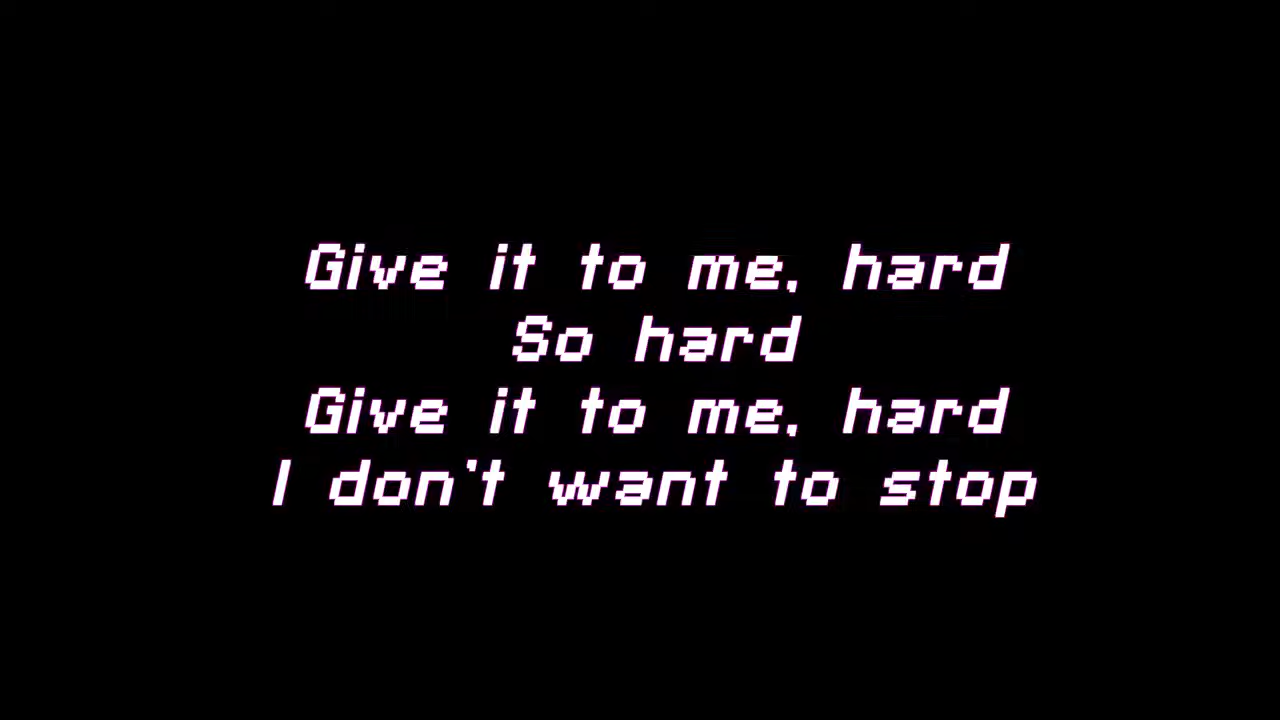 Give it to me, hard
So hard
Give it to me, hard
I don't want to stop